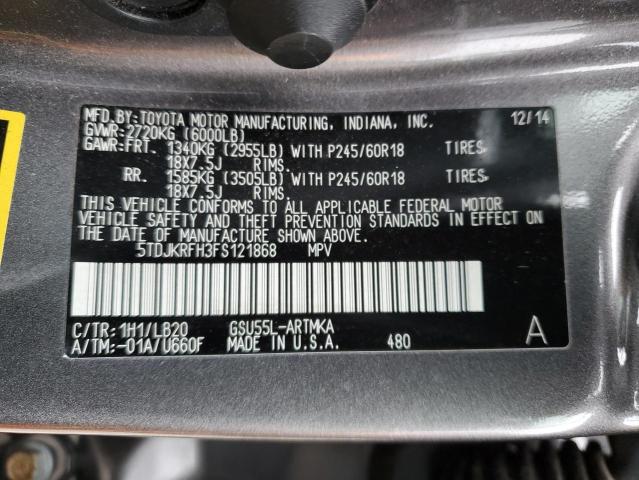 MFD.BY:TOYOTA MOTOR MANUFACTURING, INDIANA, INC. 12/14
GVWR:2720KG (6000LB)
GAWR:FRT. 1340KG (2955LB) WITH P245/60R18 TIRES,
18X7.5J RIMS.
RR. 1585KG (3505LB) WITH P245/60R18 TIRES,
18X7.5J RIMS.
THIS VEHICLE CONFORMS TO ALL APPLICABLE FEDERAL MOTOR
VEHICLE SAFETY AND THEFT PREVENTION STANDARDS IN EFFECT ON
THE DATE OF MANUFACTURE SHOWN ABOVE.
5TDJKRFH3FS121868 MPV
C/TR:1H1/LB20 GSU55L-ARTMKA
A/TM:-01A/U660F MADE IN U.S.A. 480 A